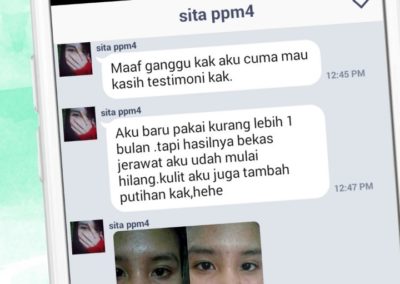 sita ppm4
sita ppm4
Maaf ganggu kak aku cuma mau
kasih testimoni kak.
12:45 PM
sita ppm4
Aku baru pakai kurang lebih 1
bulan .tapi hasilnya bekas
jerawat aku udah mulai
hilang.kulit aku juga tambah
putihan kak,hehe
12:47 PM
sita ppm4